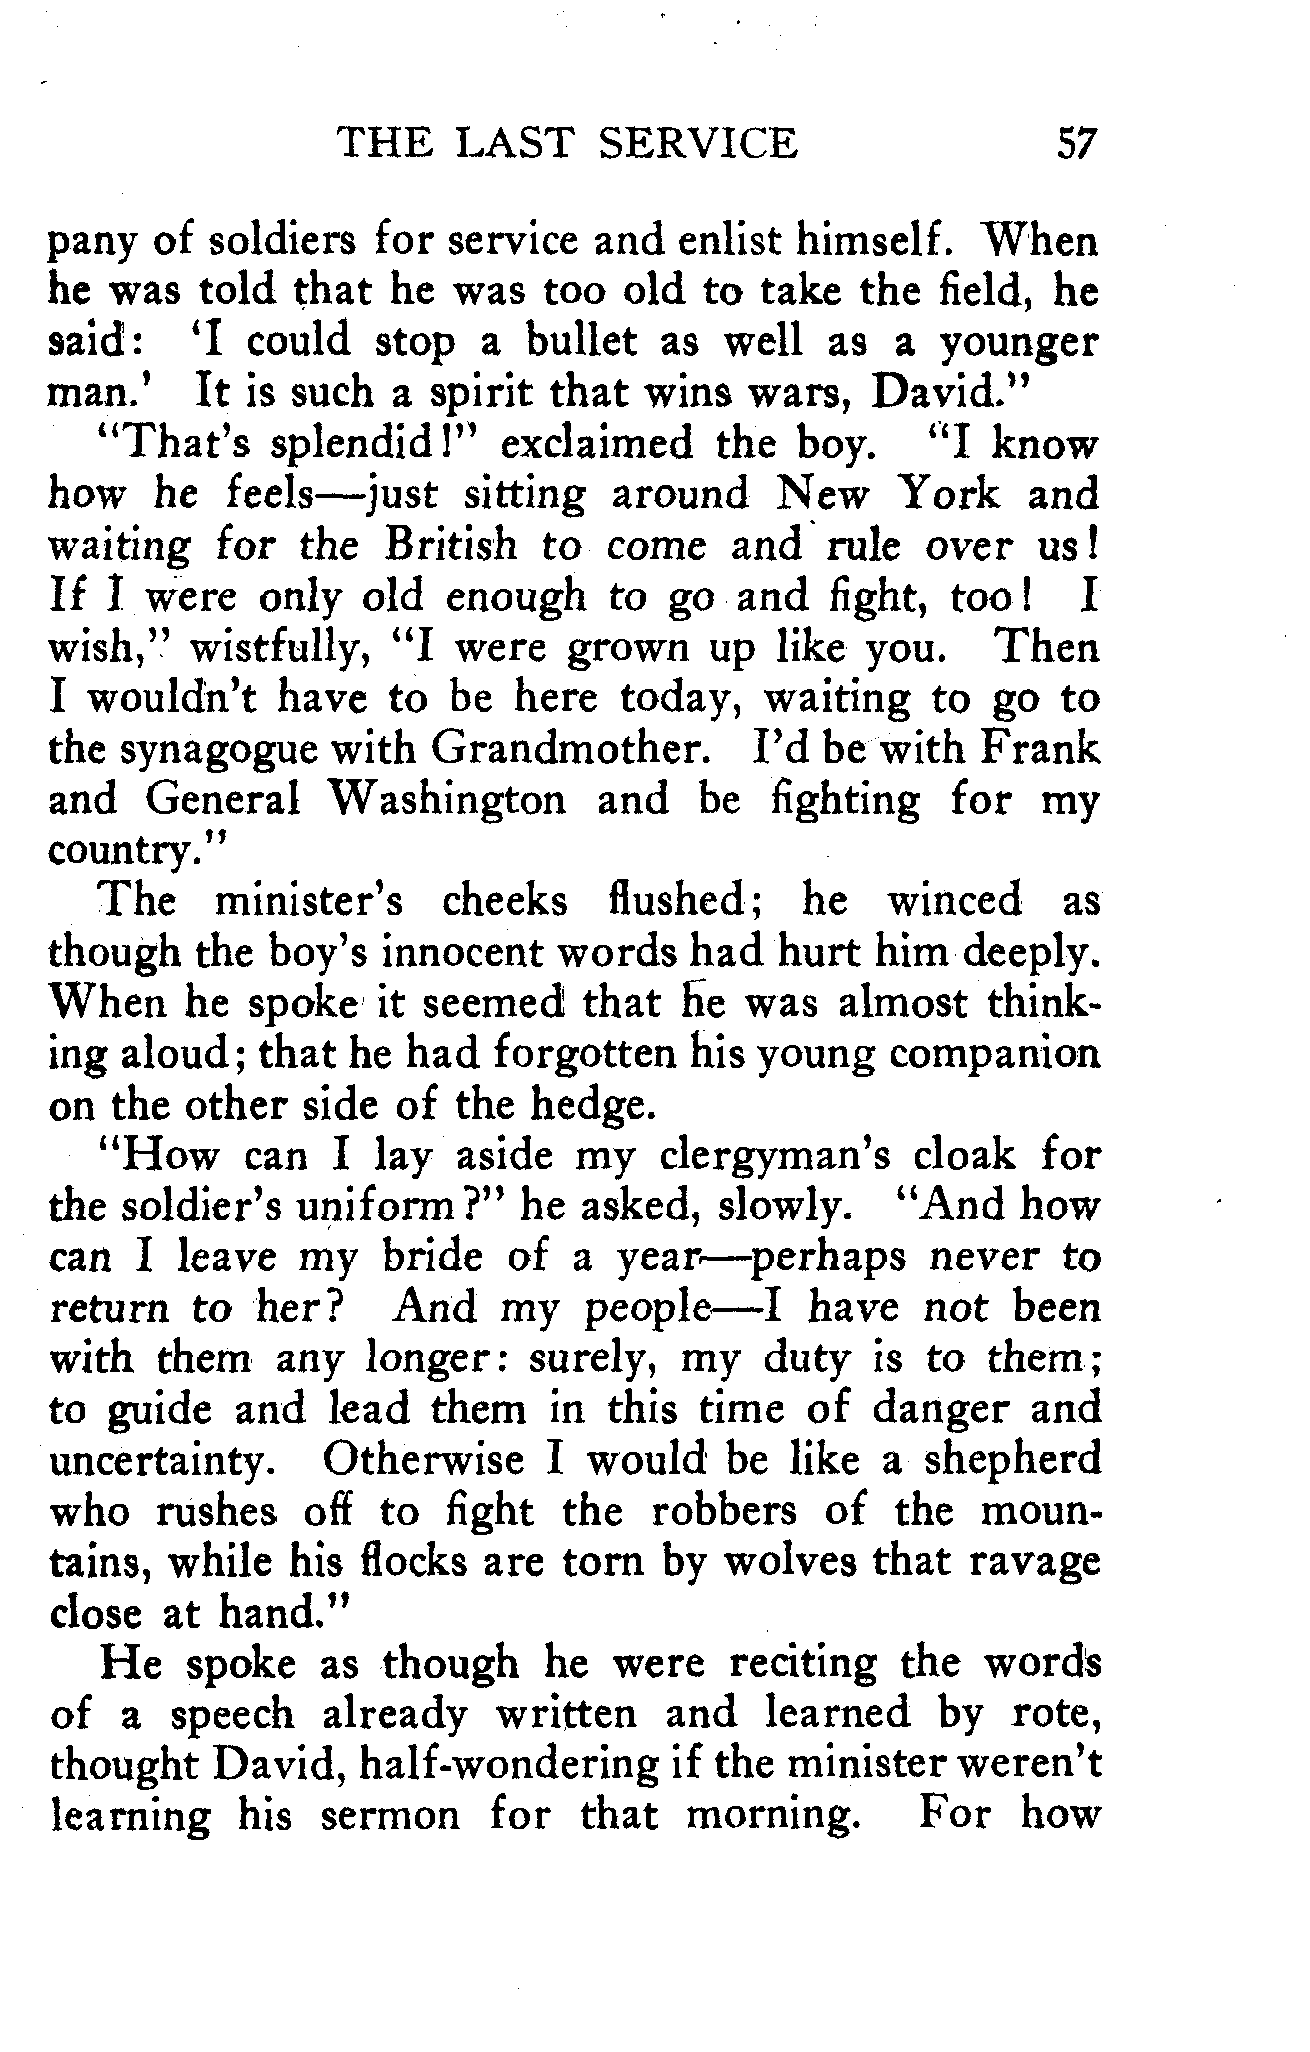 THE LAST SERVICE 57
pany of soldiers for service and enlist himself. When
he was told that he was too old to take the field, he
said: 'I could stop a bullet as well as a younger
man.' It is such a spirit that wins wars, David."
"That's splendid!" exclaimed the boy. "I know
how he feels—just sitting around New York and
waiting for the British to come and rule over us!
If I were only old enough to go and fight, too! I
wish," wistfully, "I were grown up like you. Then
I wouldn't have to be here today, waiting to go to
the synagogue with Grandmother. I'd be with Frank
and General Washington and be fighting for my
country."
The minister's cheeks flushed; he winced as
though the boy's innocent words had hurt him deeply.
When he spoke it seemed that he was almost think-
ing aloud; that he had forgotten his young companion
on the other side of the hedge.
"How can I lay aside my clergyman's cloak for
the soldier's uniform?" he asked, slowly. "And how
can I leave my bride of a year—perhaps never to
return to her? And my people—I have not been
with them any longer: surely, my duty is to them;
to guide and lead them in this time of danger and
uncertainty. Otherwise I would be like a shepherd
who rushes off to fight the robbers of the moun-
tains, while his flocks are torn by wolves that ravage
close at hand."
He spoke as though he were reciting the words
of a speech already written and learned by rote,
thought David, half-wondering if the minister weren't
learning his sermon for that morning. For how